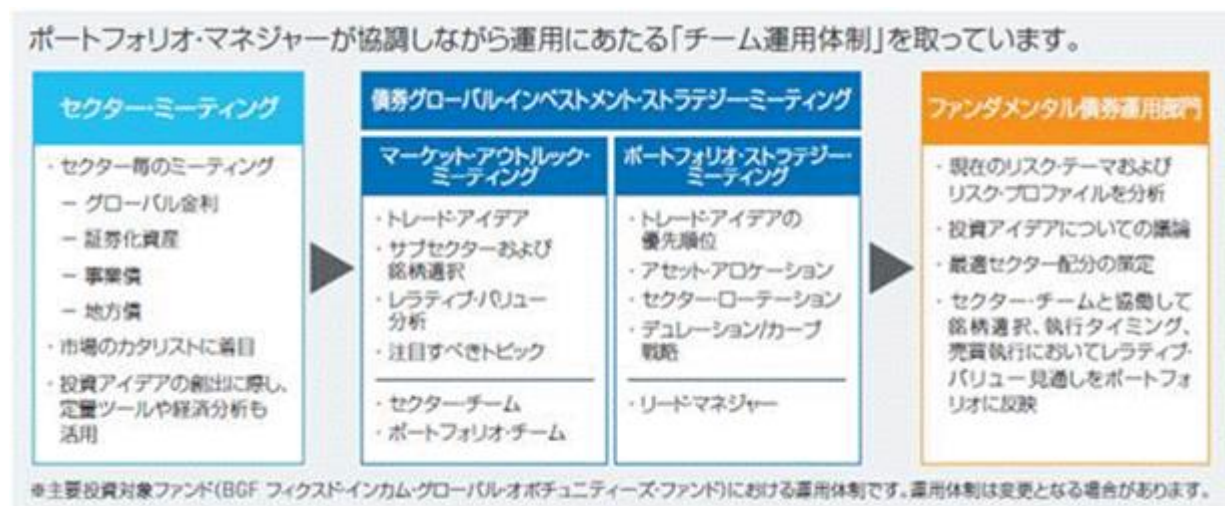 ポートフォリオ・マネジャーが協調しながら運用にあたる「チーム運用体制」を取っています。
セクター・ミーティング
・セクター毎のミーティング
－ グローバル金利
－ 証券化資産
－ 事業債
－ 地方債
・市場のカタリストに着目
・投資アイデアの創出に際し、
定量ツールや経済分析も
活用
債券グローバル・インベストメント・ストラテジー・ミーティング
マーケット・アウトルック・
ミーティング
・トレード・アイデア
・サブセクターおよび
銘柄選択
・レラティブ・バリュー
分析
・注目すべきトピック
・セクター・チーム
・ポートフォリオ・チーム
ポートフォリオ・ストラテジー・
ミーティング
・トレード・アイデアの
優先順位
・アセット・アロケーション
・セクター・ローテーション
・デュレーション/カーブ
戦略
・リード・マネジャー
ファンダメンタル債券運用部門
・現在のリスク・テーマおよび
リスク・プロファイルを分析
・投資アイデアについての議論
・最適セクター配分の策定
・セクター・チームと協働して
銘柄選択、執行タイミング、
売買執行においてレラティブ・
バリュー見通しをポートフォ
リオに反映
※主要投資対象ファンド(BGF フィクスド・インカム・グローバル・オポチュニティーズ・ファンド)における運用体制です。運用体制は変更となる場合があります。